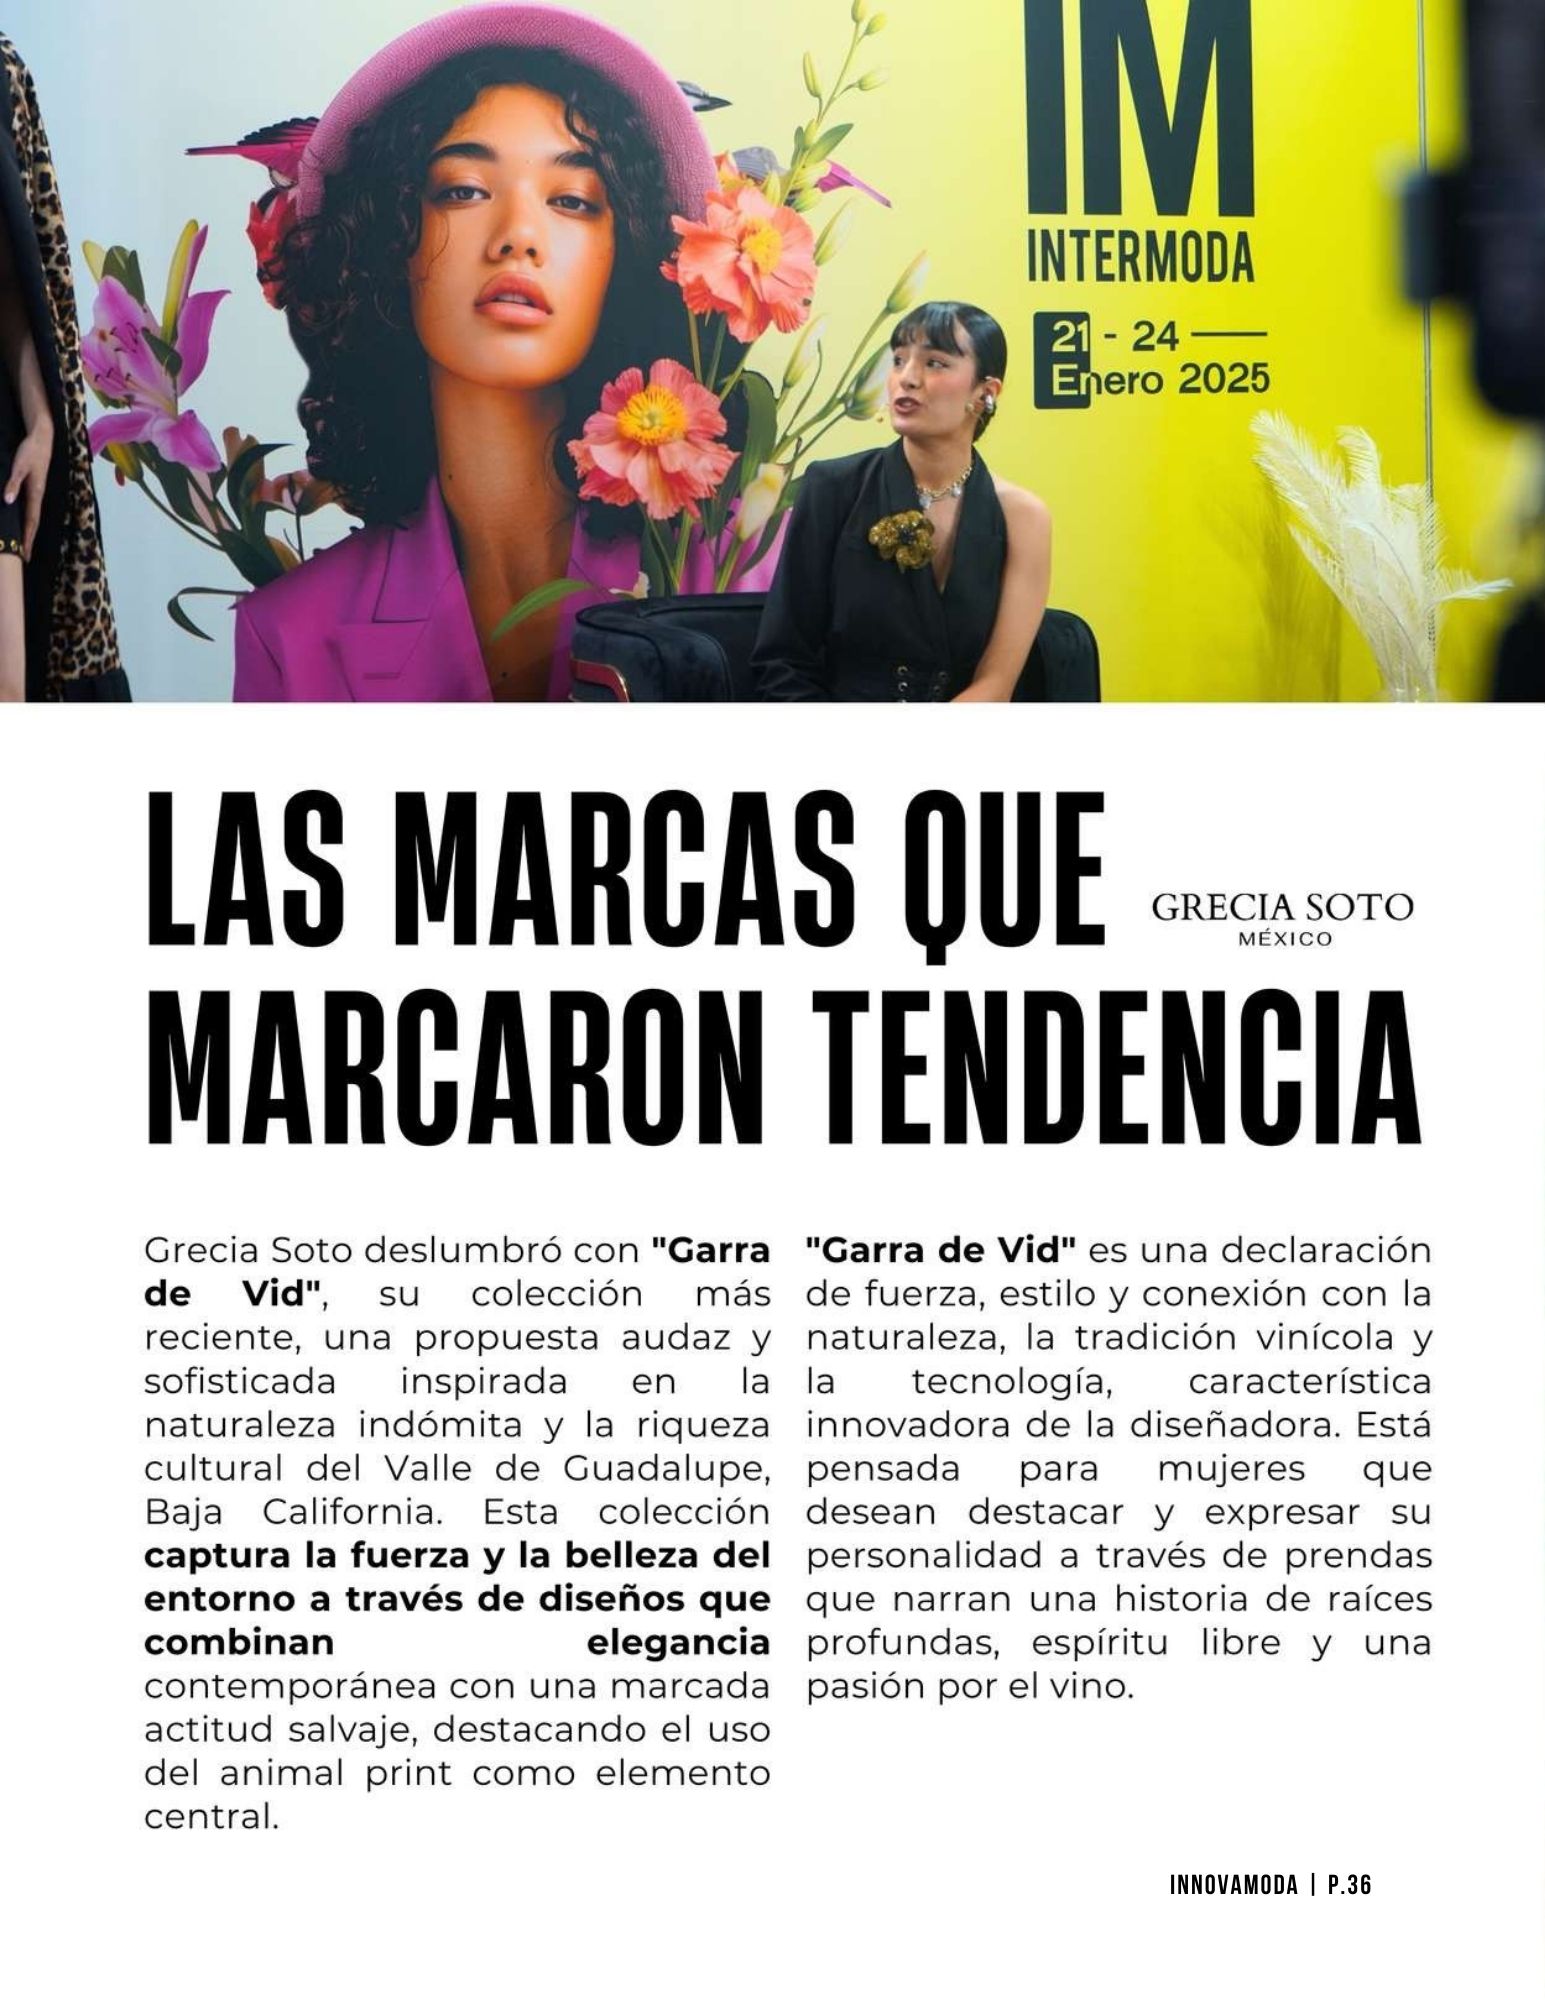 IM
INTERMODA
21 - 24
Enero 2025
LAS MARCAS QUE
GRECIA SOTO
MÉXICO
MARCARON TENDENCIA
Grecia Soto deslumbró con "Garra
de Vid", su colección más
reciente, una propuesta audaz y
sofisticada inspirada en la
naturaleza indómita y la riqueza
cultural del Valle de Guadalupe,
Baja California. Esta colección
captura la fuerza y la belleza del
entorno a través de diseños que
combinan elegancia
contemporánea con una marcada
actitud salvaje, destacando el uso
del animal print como elemento
central.
"Garra de Vid" es una declaración
de fuerza, estilo y conexión con la
naturaleza, la tradición vinícola y
la tecnología, característica
innovadora de la diseñadora. Está
pensada para mujeres que
desean destacar y expresar su
personalidad a través de prendas
que narran una historia de raíces
profundas, espíritu libre y una
pasión por el vino.
INNOVAMODA | P.36